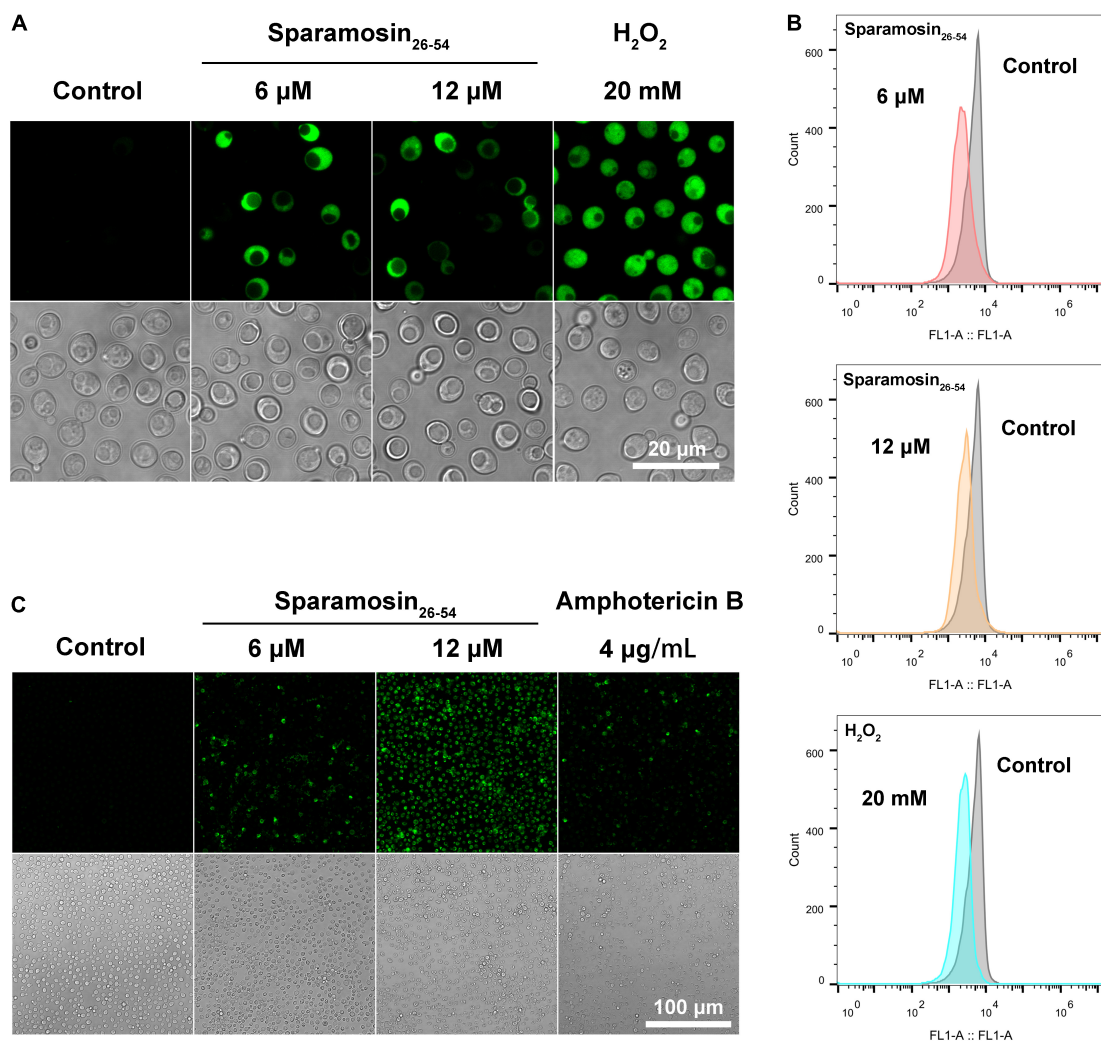 A
Sparamosin26-54
H2O2
Control
6 µM
12 µM
20 mM
20 µm
B
Sparamosin26-54
Control
6 µM
600
400
200
0
Count
10^0
10^2
10^4
10^6
FL1-A :: FL1-A
Sparamosin26-54
Control
12 µM
600
400
200
0
Count
10^0
10^2
10^4
10^6
FL1-A :: FL1-A
H2O2
Control
20 mM
600
400
200
0
Count
10^0
10^2
10^4
10^6
FL1-A :: FL1-A
C
Sparamosin26-54
Amphotericin B
Control
6 µM
12 µM
4 µg/mL
100 µm